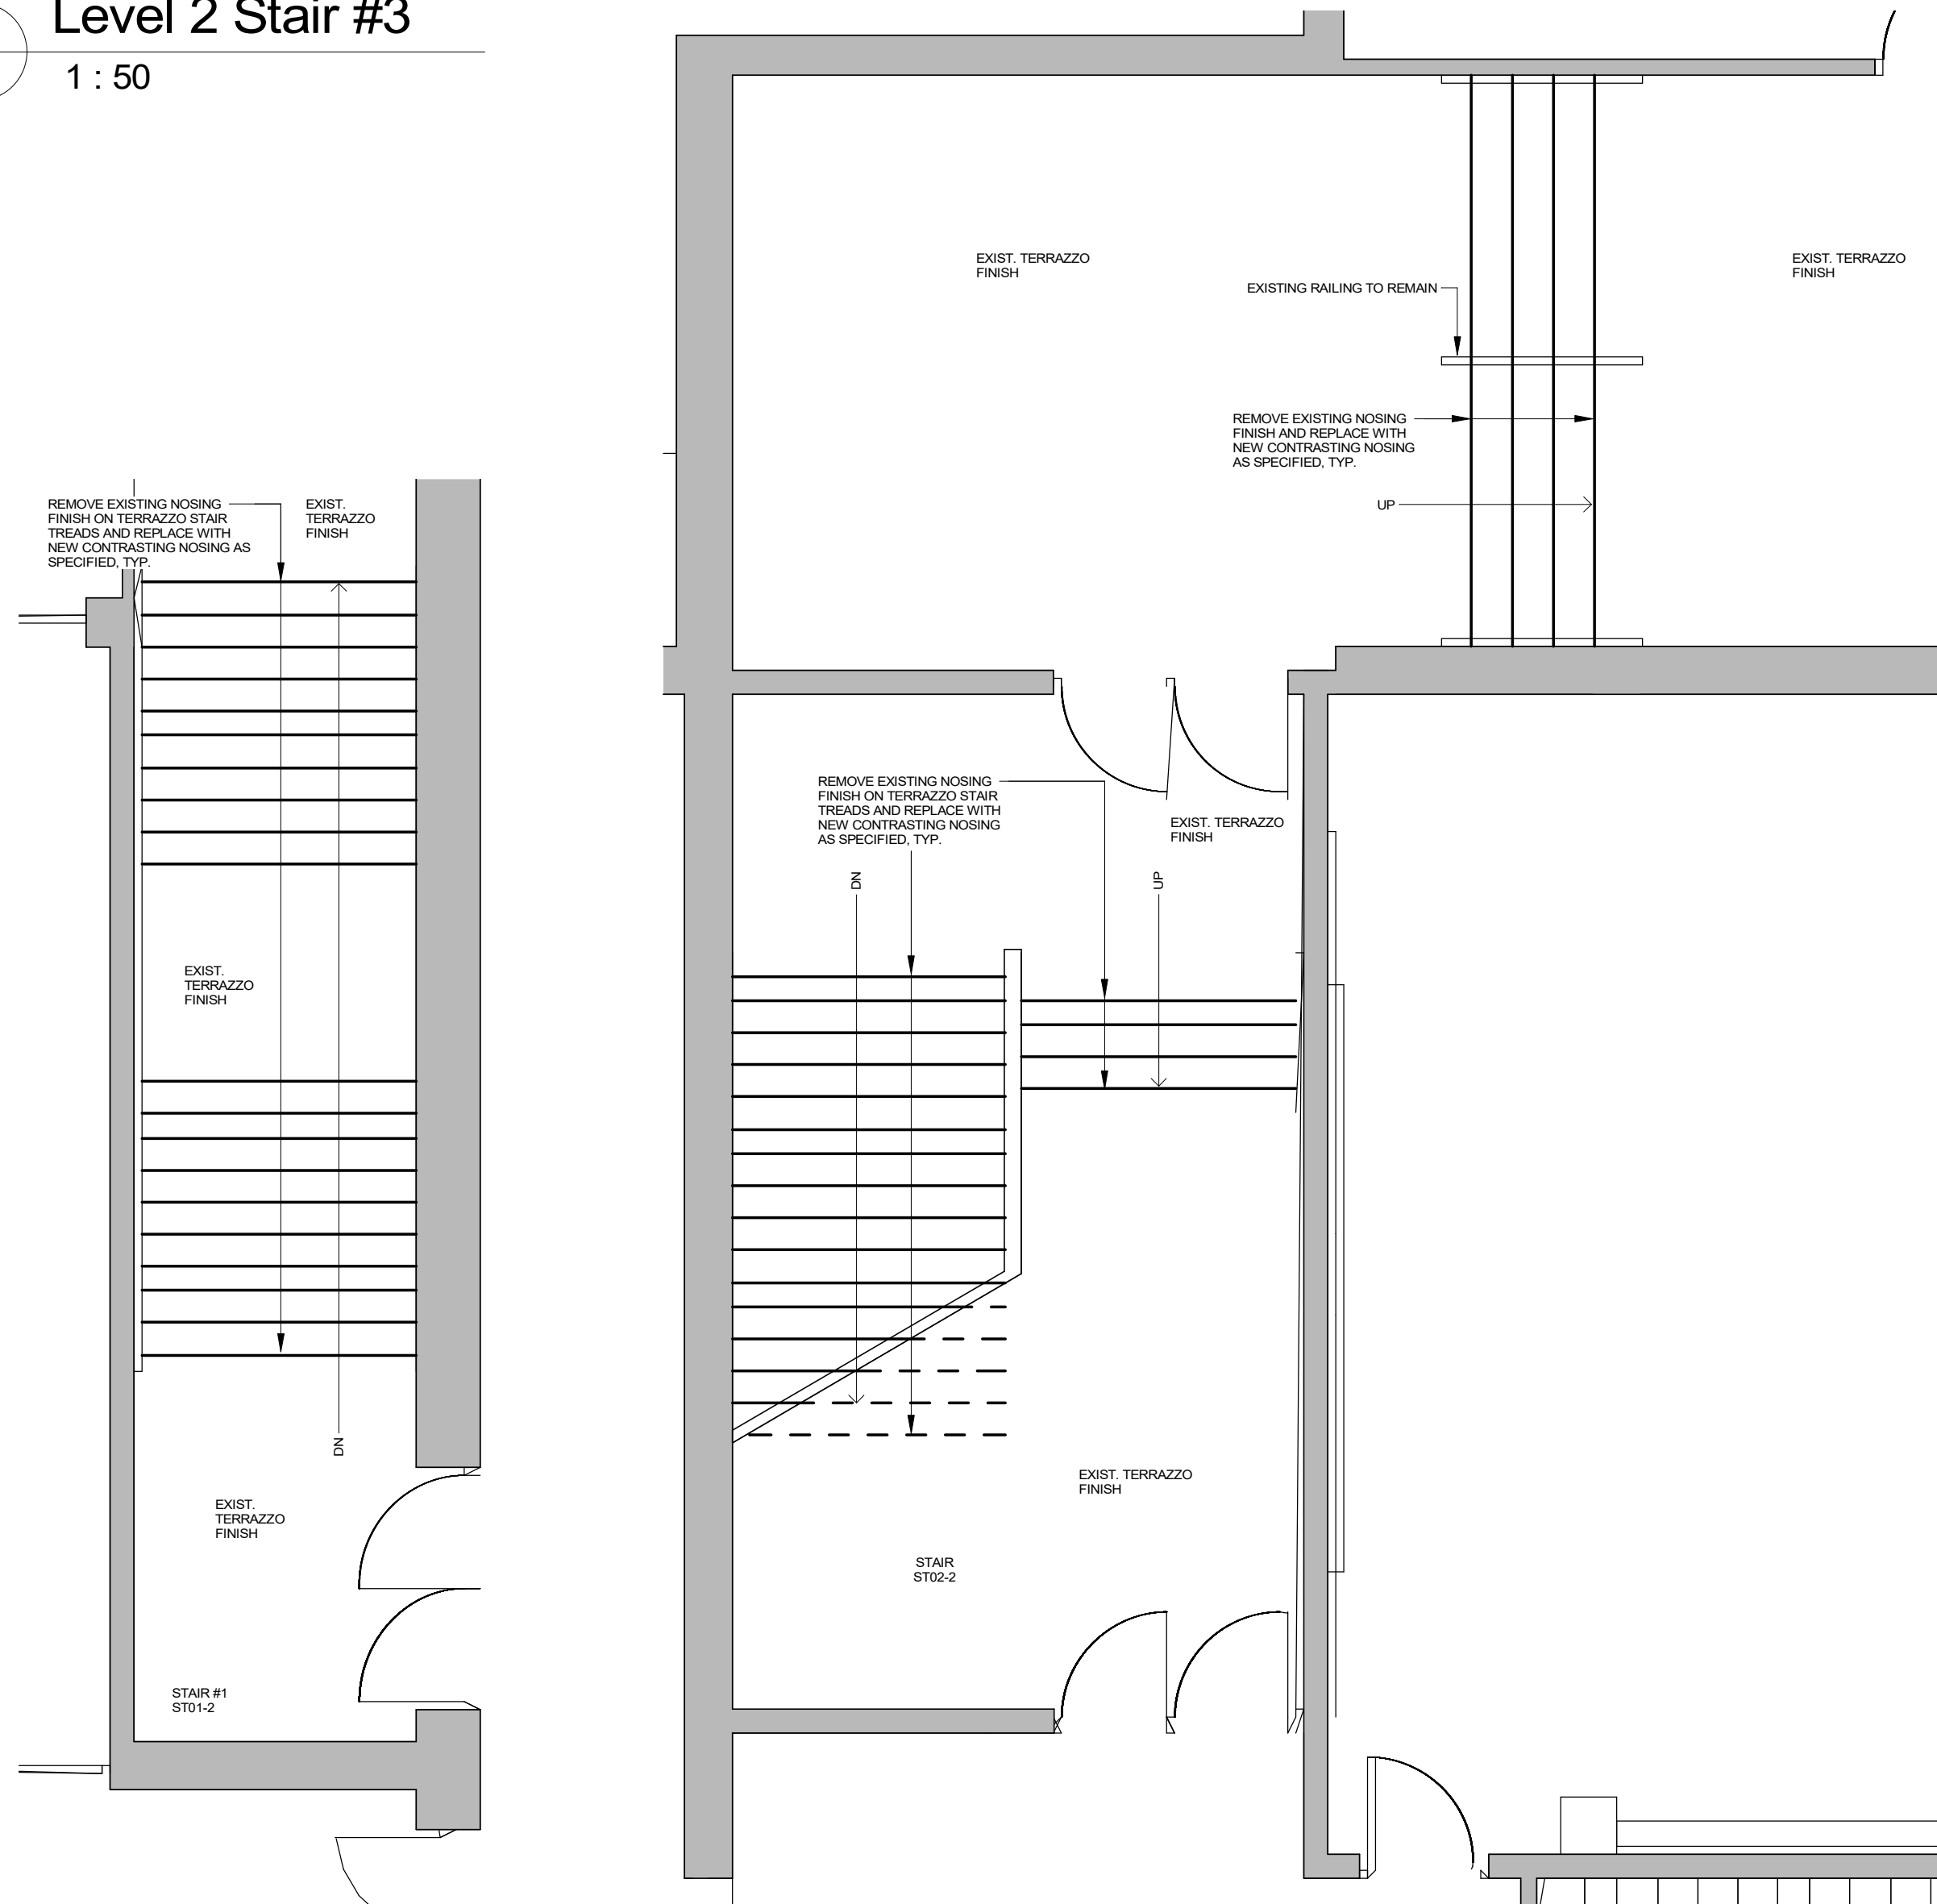 Level 2 Stair #3
1 : 50
EXIST. TERRAZZO
FINISH
EXIST. TERRAZZO
FINISH
EXISTING RAILING TO REMAIN
REMOVE EXISTING NOSING
FINISH AND REPLACE WITH
NEW CONTRASTING NOSING
AS SPECIFIED, TYP.
UP
REMOVE EXISTING NOSING
FINISH ON TERRAZZO STAIR
TREADS AND REPLACE WITH
NEW CONTRASTING NOSING AS
SPECIFIED, TYP.
EXIST.
TERRAZZO
FINISH
REMOVE EXISTING NOSING
FINISH ON TERRAZZO STAIR
TREADS AND REPLACE WITH
NEW CONTRASTING NOSING
AS SPECIFIED, TYP.
EXIST. TERRAZZO
FINISH
DN
UP
EXIST.
TERRAZZO
FINISH
DN
EXIST. TERRAZZO
FINISH
EXIST.
TERRAZZO
FINISH
STAIR
ST02-2
STAIR #1
ST01-2